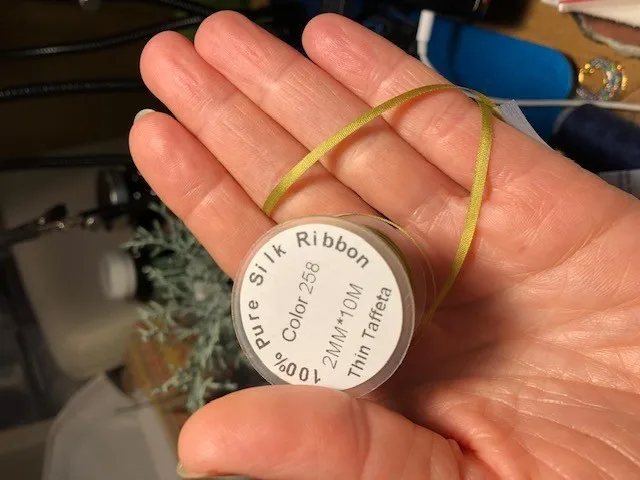 100% Pure Silk Ribbon
Color 258
2MM*10M
Thin Taffeta